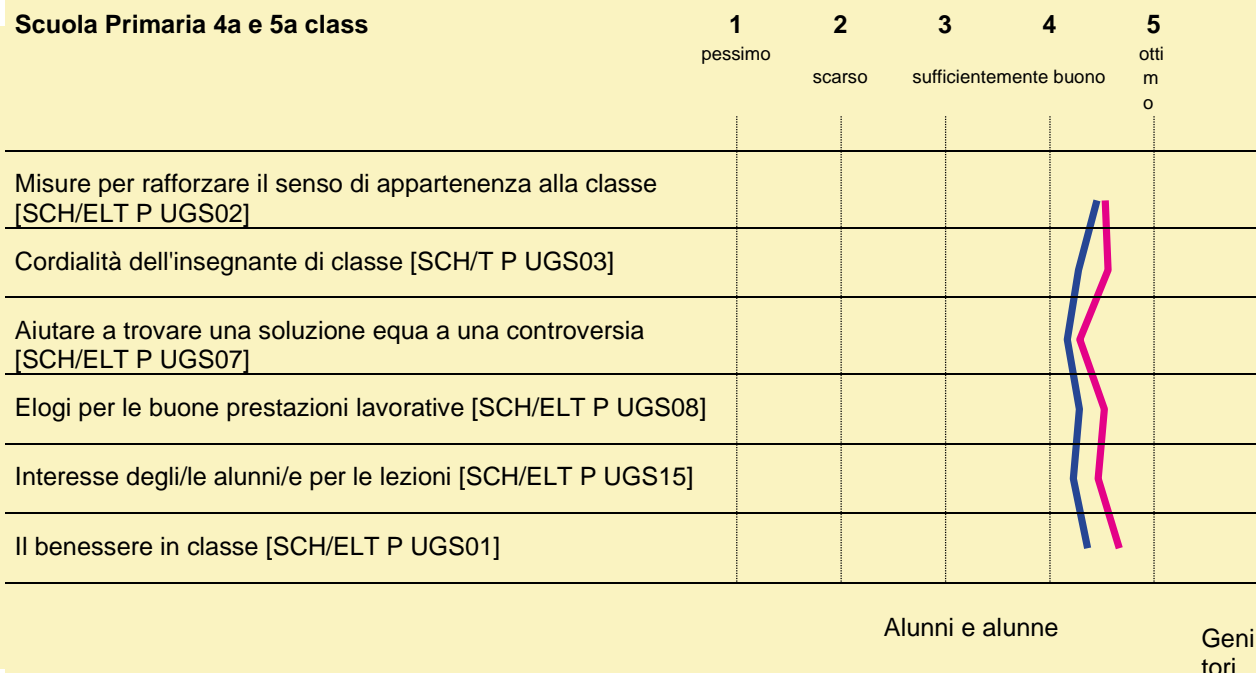 Scuola Primaria 4a e 5a class 1 2 3 4 5
pessimo otti
scarso sufficientemente buono m
o
Misure per rafforzare il senso di appartenenza alla classe
[SCH/ELT P UGS02]
Cordialità dell'insegnante di classe [SCH/T P UGS03]
Aiutare a trovare una soluzione equa a una controversia
[SCH/ELT P UGS07]
Elogi per le buone prestazioni lavorative [SCH/ELT P UGS08]
Interesse degli/le alunni/e per le lezioni [SCH/ELT P UGS15]
Il benessere in classe [SCH/ELT P UGS01]
Alunni e alunne
Geni
tori